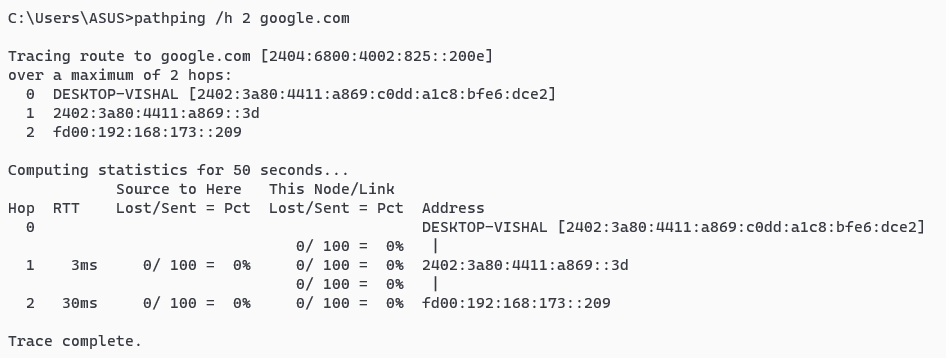 C:\Users\ASUS>pathping /h 2 google.com

Tracing route to google.com [2404:6800:4002:825::200e]
over a maximum of 2 hops:
  0  DESKTOP-VISHAL [2402:3a80:4411:a869:c0dd:a1c8:bfe6:dce2]
  1  2402:3a80:4411:a869::3d
  2  fd00:192:168:173::209

Computing statistics for 50 seconds...
            Source to Here   This Node/Link
Hop  RTT    Lost/Sent = Pct  Lost/Sent = Pct  Address
  0                                           DESKTOP-VISHAL [2402:3a80:4411:a869:c0dd:a1c8:bfe6:dce2]
                                0/ 100 =  0%   |
  1    3ms     0/ 100 =  0%     0/ 100 =  0%  2402:3a80:4411:a869::3d
                                0/ 100 =  0%   |
  2   30ms     0/ 100 =  0%     0/ 100 =  0%  fd00:192:168:173::209

Trace complete.